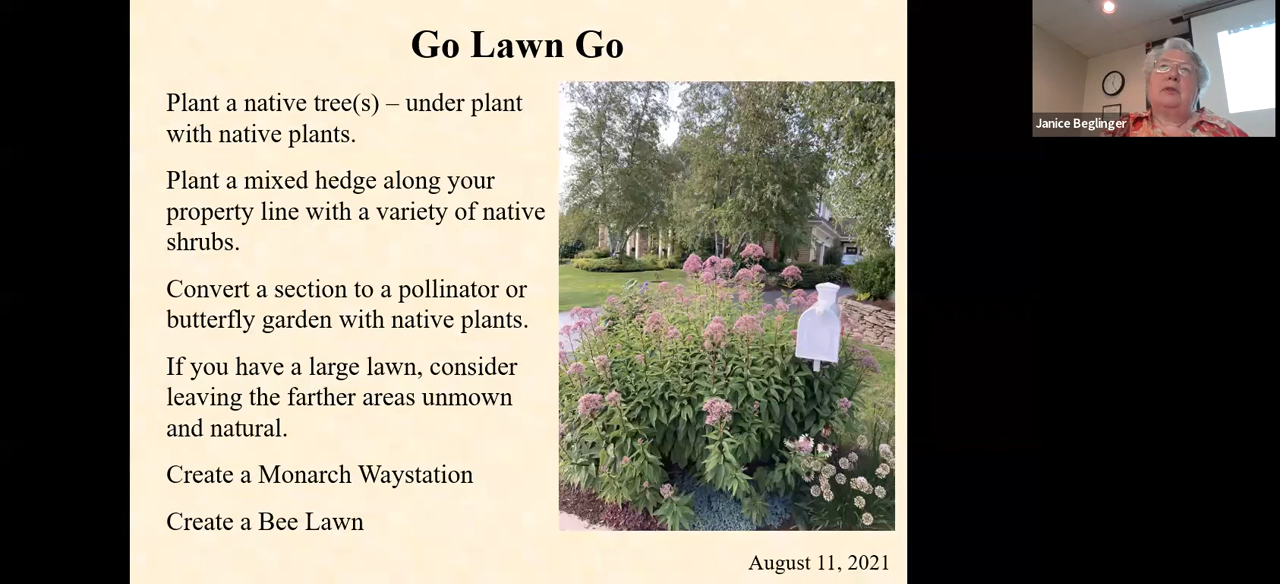 Go Lawn Go
Plant a native tree(s) – under plant
with native plants.
Plant a mixed hedge along your
property line with a variety of native
shrubs.
Convert a section to a pollinator or
butterfly garden with native plants.
If you have a large lawn, consider
leaving the farther areas unmown
and natural.
Create a Monarch Waystation
Create a Bee Lawn
August 11, 2021
Janice Beglinger